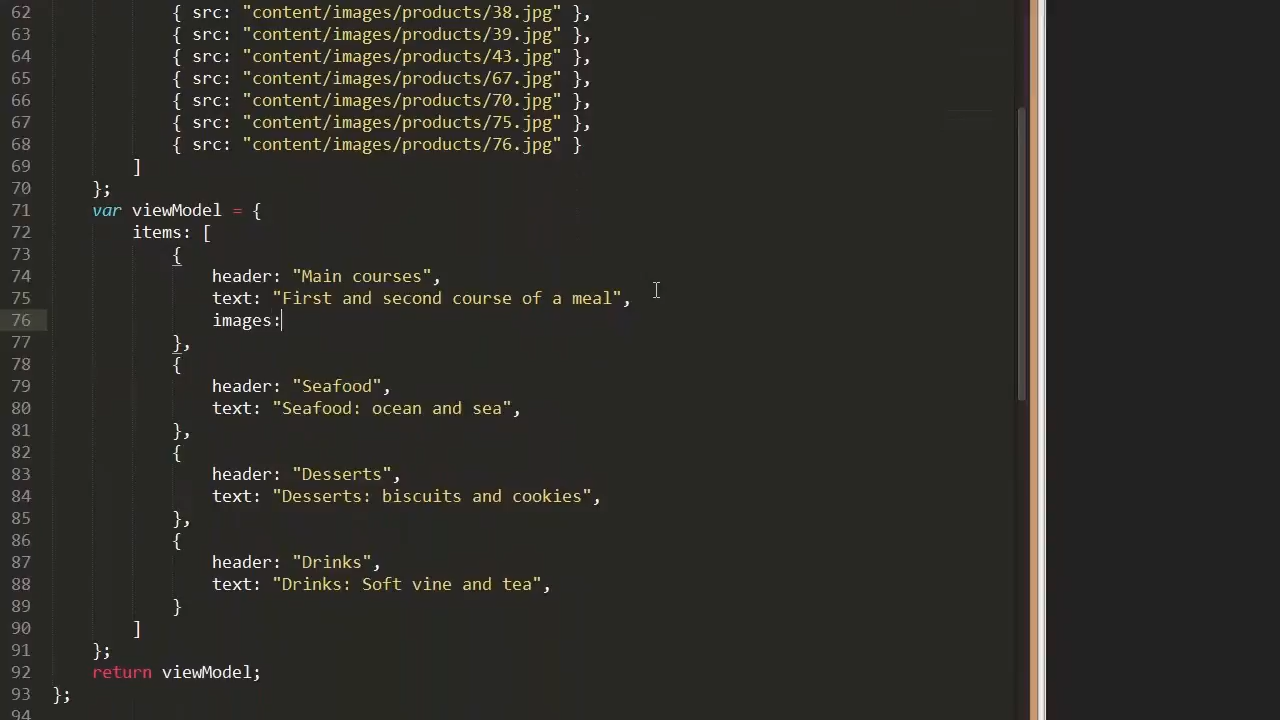 62 { src: "content/images/products/38.jpg" },
63 { src: "content/images/products/39.jpg" },
64 { src: "content/images/products/43.jpg" },
65 { src: "content/images/products/67.jpg" },
66 { src: "content/images/products/70.jpg" },
67 { src: "content/images/products/75.jpg" },
68 { src: "content/images/products/76.jpg" }
69 ]
70 };
71 var viewModel = {
72 items: [
73 {
74 header: "Main courses",
75 text: "First and second course of a meal",
76 images:
77 },
78 {
79 header: "Seafood",
80 text: "Seafood: ocean and sea",
81 },
82 {
83 header: "Desserts",
84 text: "Desserts: biscuits and cookies",
85 },
86 {
87 header: "Drinks",
88 text: "Drinks: Soft vine and tea",
89 }
90 ]
91 };
92 return viewModel;
93 };
94